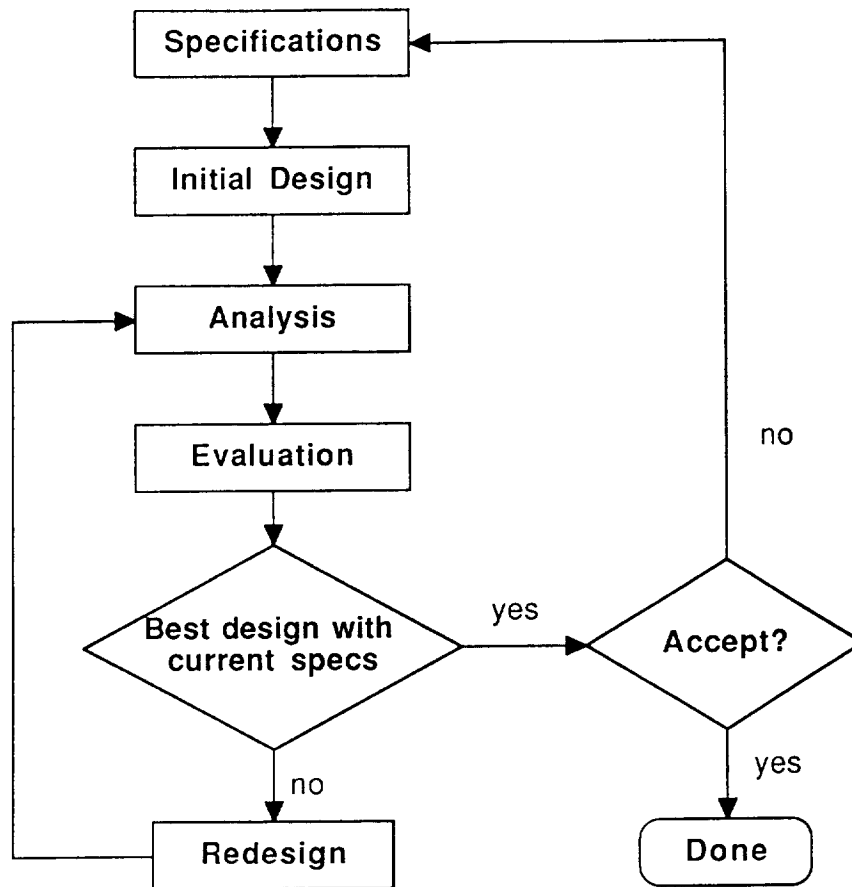 Specifications
Initial Design
Analysis
Evaluation
no
Best design with
current specs
yes
Accept?
no
yes
Redesign
Done